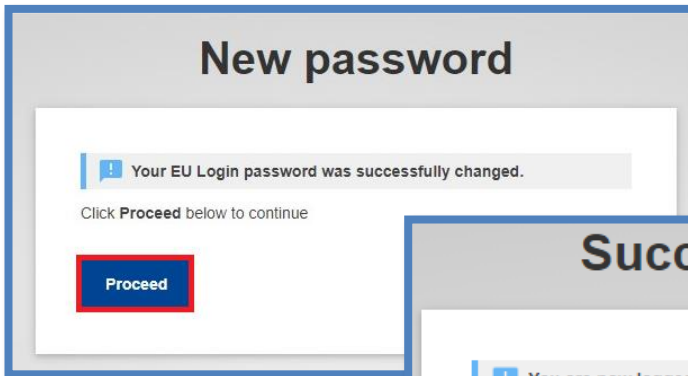 New password
Your EU Login password was successfully changed.
Click Proceed below to continue
Proceed